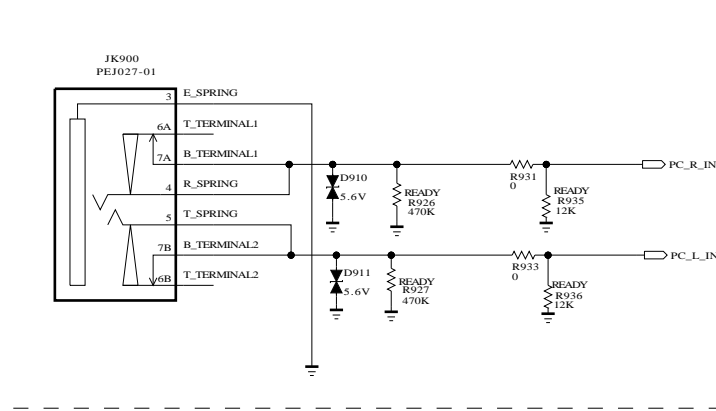 JK900
PEJ027-01
3
E_SPRING
6A
T_TERMINAL1
7A
B_TERMINAL1
4
R_SPRING
5
T_SPRING
7B
B_TERMINAL2
6B
T_TERMINAL2
D910
5.6V
READY
R926
470K
R931
0
READY
R935
12K
PC_R_IN
D911
5.6V
READY
R927
470K
R933
0
READY
R936
12K
PC_L_IN